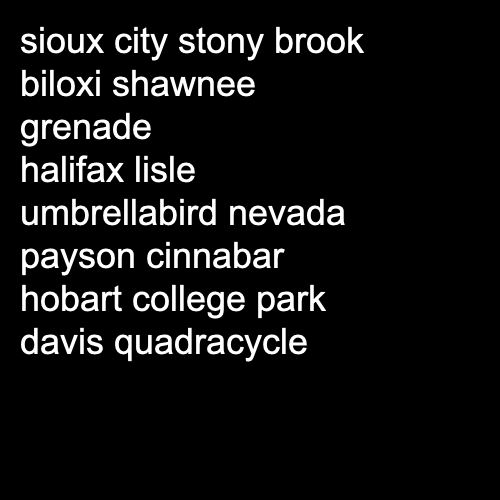 sioux city stony brook
biloxi shawnee
grenade
halifax lisle
umbrellabird nevada
payson cinnabar
hobart college park
davis quadracycle